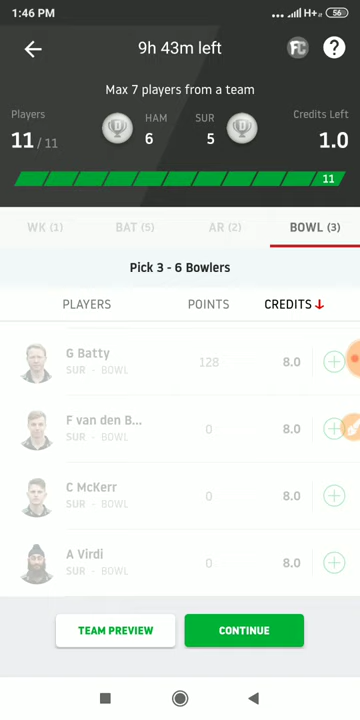 1:46 PM
H+
56
9h 43m left
FC
?
Max 7 players from a team
Players
HAM
SUR
Credits Left
11 / 11
6
5
1.0
11
WK (1)
BAT (5)
AR (2)
BOWL (3)
Pick 3 - 6 Bowlers
PLAYERS
POINTS
CREDITS
G Batty
SUR - BOWL
128
8.0
F van den B...
SUR - BOWL
0
8.0
C McKerr
SUR - BOWL
0
8.0
A Virdi
SUR - BOWL
0
8.0
TEAM PREVIEW
CONTINUE